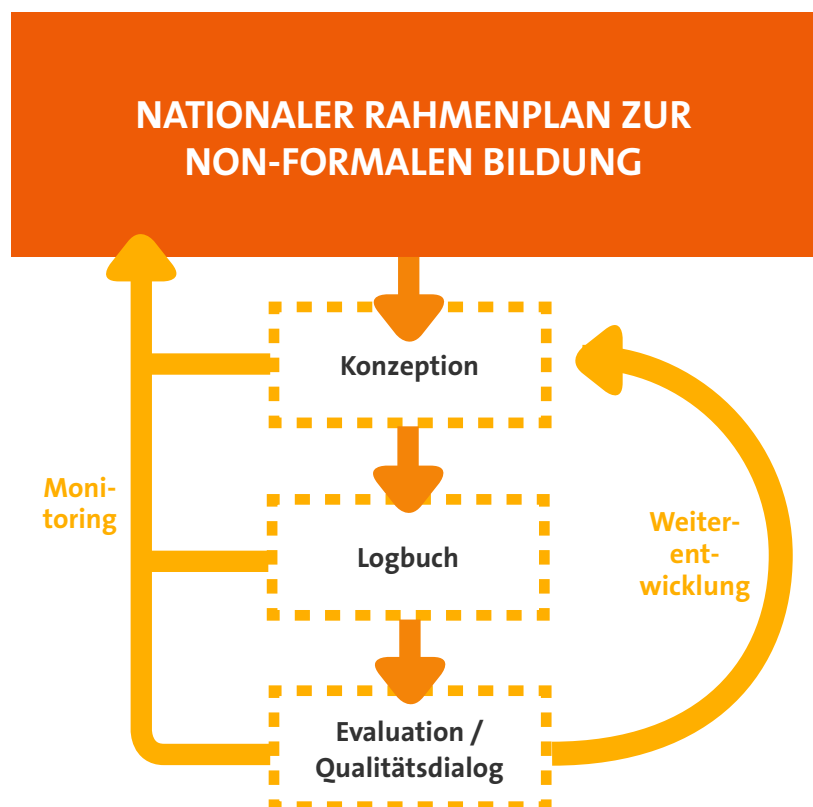 NATIONALER RAHMENPLAN ZUR
NON-FORMALEN BILDUNG
Konzeption
Moni-
toring
Logbuch
Weiter-
ent-
wicklung
Evaluation /
Qualitätsdialog